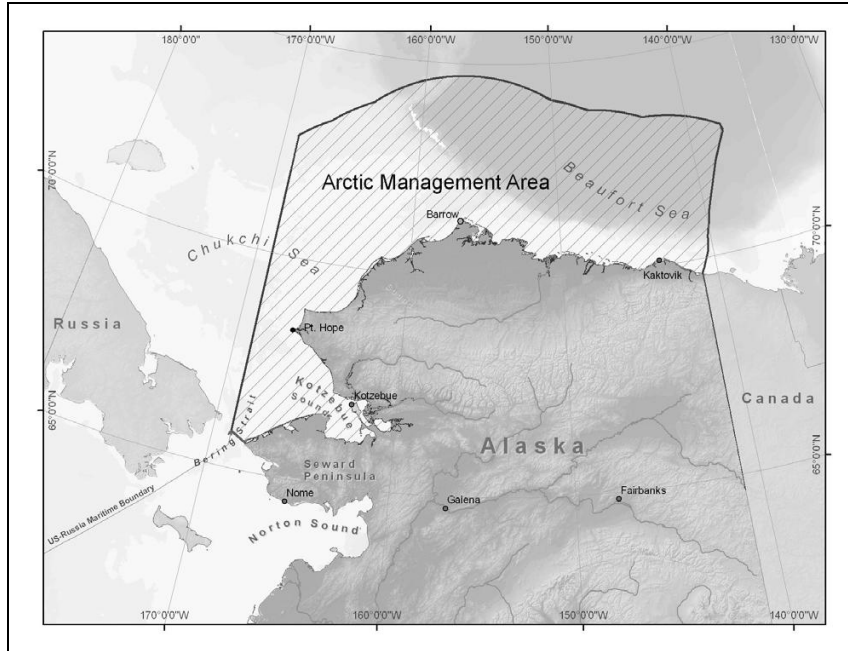 180°0'0"W
170°0'0"W
160°0'0"W
150°0'0"W
140°0'0"W
130°0'0"W
70°0'0"N
Arctic Management Area
Beaufort Sea
Barrow
Chukchi Sea
70°0'0"N
Kaktovik
Russia
Pt. Hope
Kotzebue
Sound
Kotzebue
Canada
65°0'0"N
Bering Strait
Alaska
65°0'0"N
Seward
Peninsula
Nome
Galena
Fairbanks
US-Russia Maritime Boundary
Norton Sound
170°0'0"W
160°0'0"W
150°0'0"W
140°0'0"W